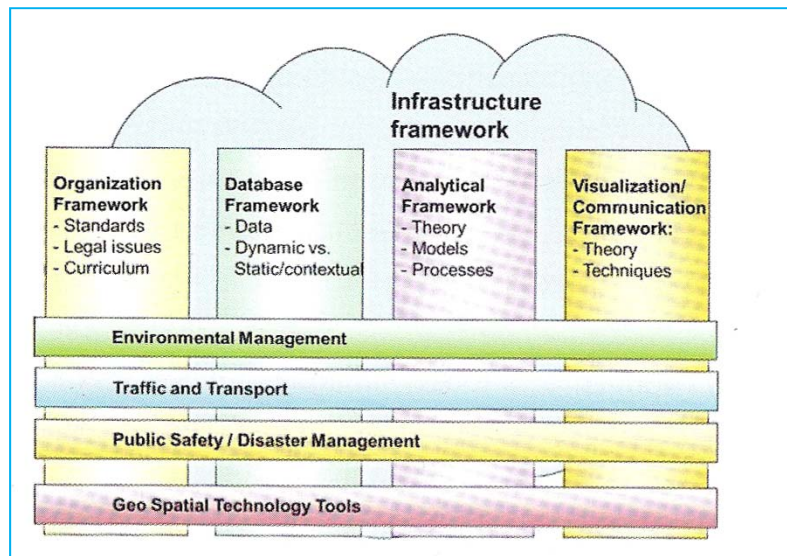 Infrastructure
framework
Organization
Framework
- Standards
- Legal issues
- Curriculum
Database
Framework
- Data
- Dynamic vs.
Static/contextual
Analytical
Framework
- Theory
- Models
- Processes
Visualization/
Communication
Framework:
- Theory
- Techniques
Environmental Management
Traffic and Transport
Public Safety / Disaster Management
Geo Spatial Technology Tools